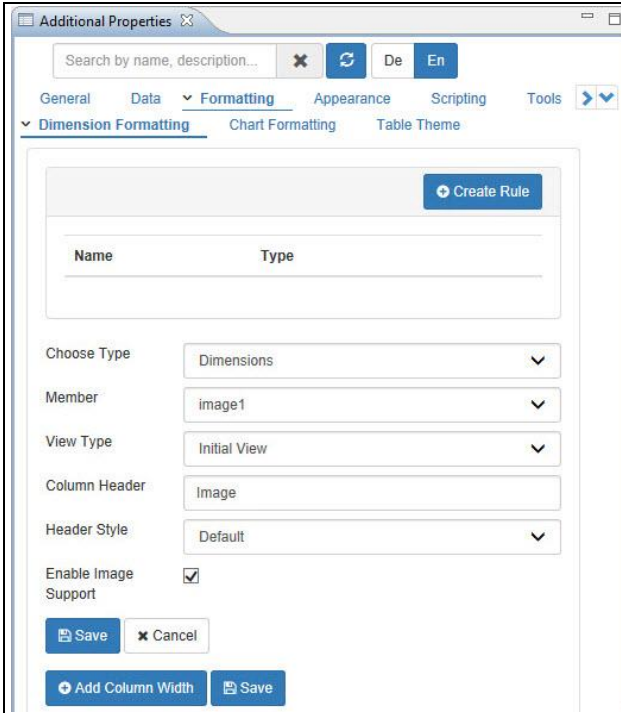 Additional Properties
Search by name, description... De En
General Data Formatting Appearance Scripting Tools
Dimension Formatting Chart Formatting Table Theme
Create Rule
Name Type
Choose Type Dimensions
Member image1
View Type Initial View
Column Header Image
Header Style Default
Enable Image
Support
Save Cancel
Add Column Width Save